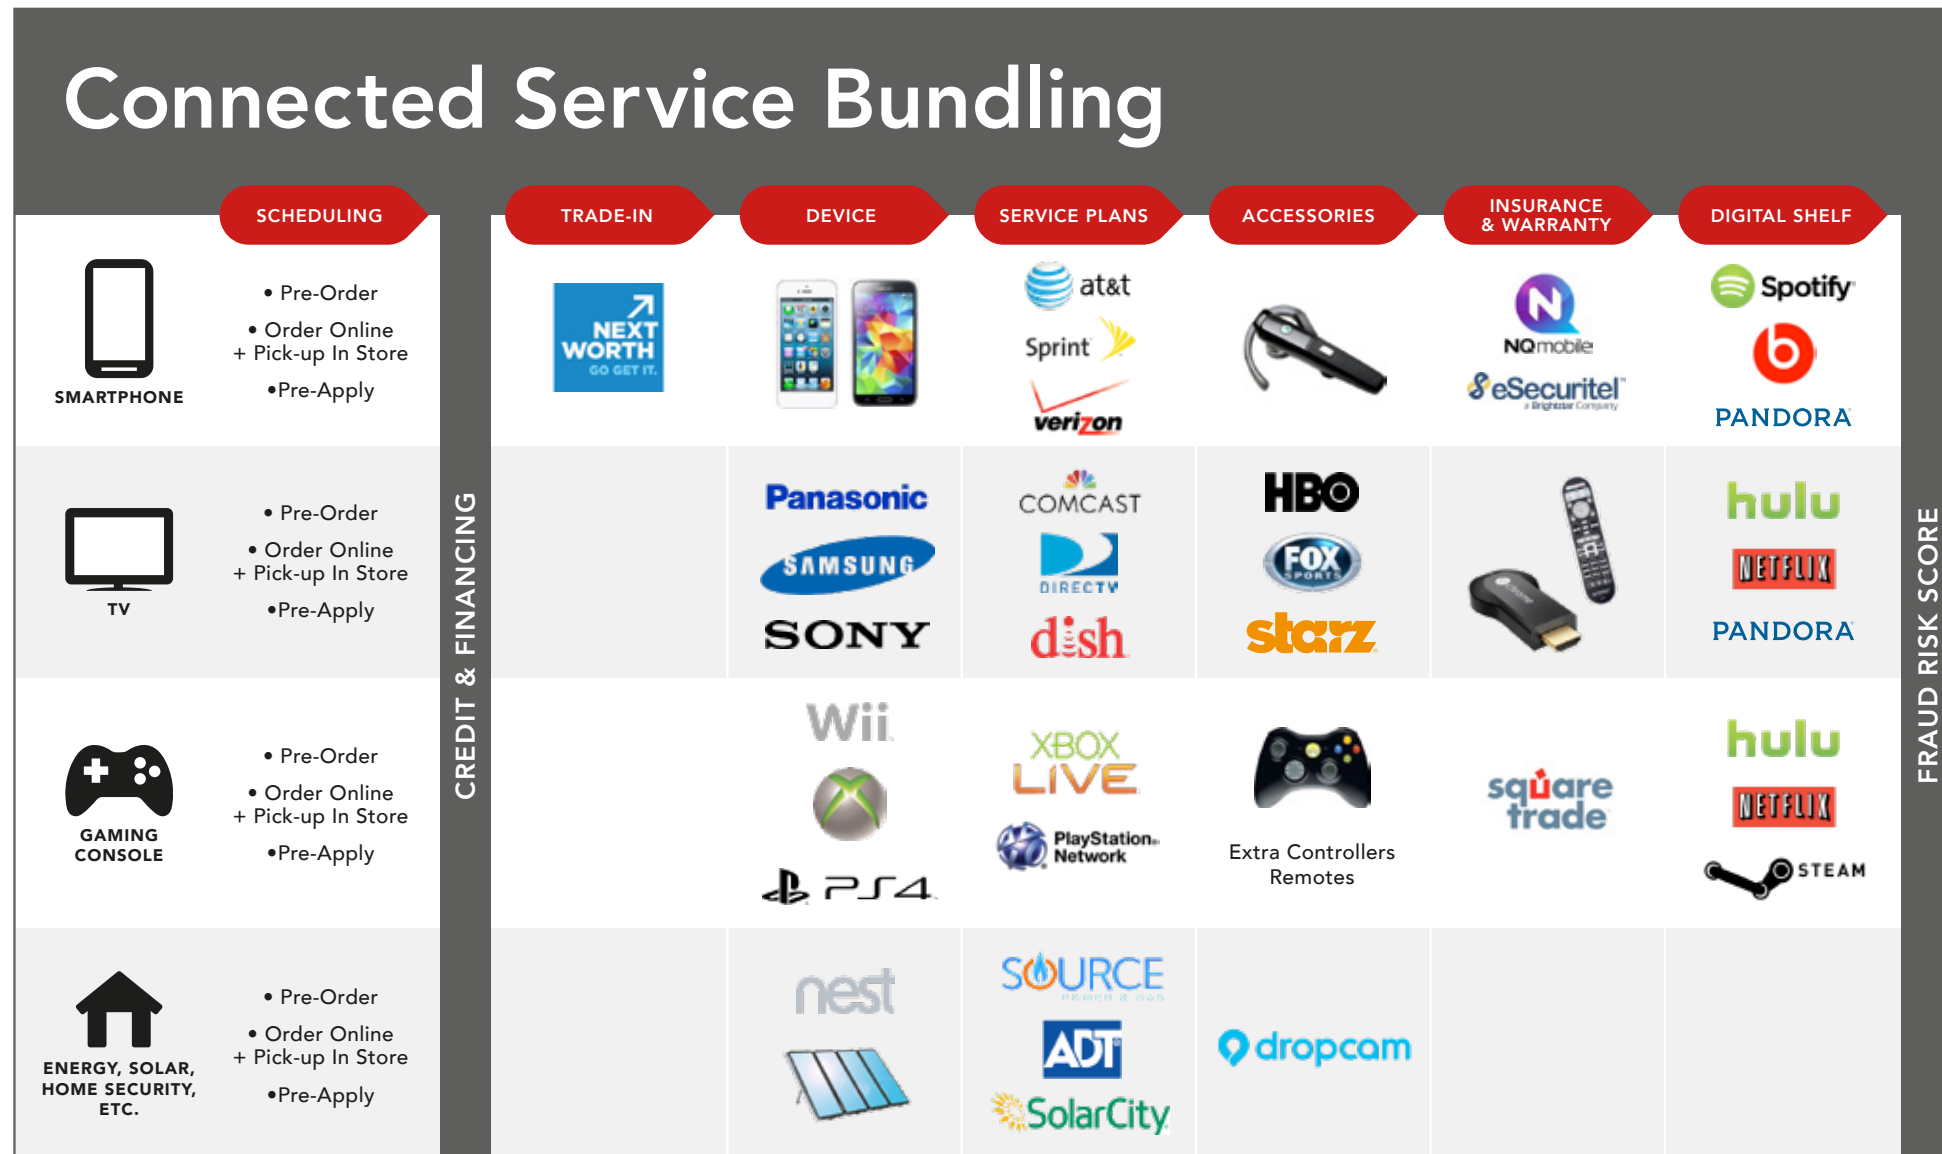 Connected Service Bundling
SCHEDULING
TRADE-IN
DEVICE
SERVICE PLANS
ACCESSORIES
INSURANCE
& WARRANTY
DIGITAL SHELF
CREDIT & FINANCING
FRAUD RISK SCORE
SMARTPHONE
• Pre-Order
• Order Online
+ Pick-up In Store
•Pre-Apply
NEXT
WORTH
GO GET IT.
at&t
Sprint
verizon
NQ mobile
eSecuritel
a Brightstar Company
Spotify
b
PANDORA
TV
• Pre-Order
• Order Online
+ Pick-up In Store
•Pre-Apply
Panasonic
SAMSUNG
SONY
COMCAST
DIRECTV
dish
HBO
FOX
SPORTS
starz
chrome
hulu
NETFLIX
PANDORA
GAMING
CONSOLE
• Pre-Order
• Order Online
+ Pick-up In Store
•Pre-Apply
Wii
PS4
XBOX
LIVE
PlayStation
Network
Extra Controllers
Remotes
square
trade
hulu
NETFLIX
STEAM
ENERGY, SOLAR,
HOME SECURITY,
ETC.
• Pre-Order
• Order Online
+ Pick-up In Store
•Pre-Apply
nest
SOURCE
POWER & GAS
ADT
SolarCity
dropcam